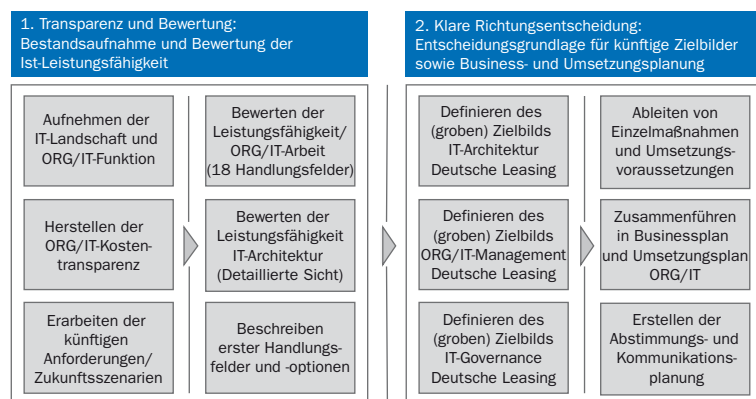 1. Transparenz und Bewertung:
Bestandsaufnahme und Bewertung der
Ist-Leistungsfähigkeit
Aufnehmen der
IT-Landschaft und
ORG/IT-Funktion
Herstellen der
ORG/IT-Kosten-
transparenz
Erarbeiten der
künftigen
Anforderungen/
Zukunftsszenarien
Bewerten der
Leistungsfähigkeit/
ORG/IT-Arbeit
(18 Handlungsfelder)
Bewerten der
Leistungsfähigkeit
IT-Architektur
(Detaillierte Sicht)
Beschreiben
erster Handlungs-
felder und -optionen
2. Klare Richtungsentscheidung:
Entscheidungsgrundlage für künftige Zielbilder
sowie Business- und Umsetzungsplanung
Definieren des
(groben) Zielbilds
IT-Architektur
Deutsche Leasing
Definieren des
(groben) Zielbilds
ORG/IT-Management
Deutsche Leasing
Definieren des
(groben) Zielbilds
IT-Governance
Deutsche Leasing
Ableiten von
Einzelmaßnahmen
und Umsetzungs-
voraussetzungen
Zusammenführen
in Businessplan
und Umsetzungsplan
ORG/IT
Erstellen der
Abstimmungs- und
Kommunikations-
planung